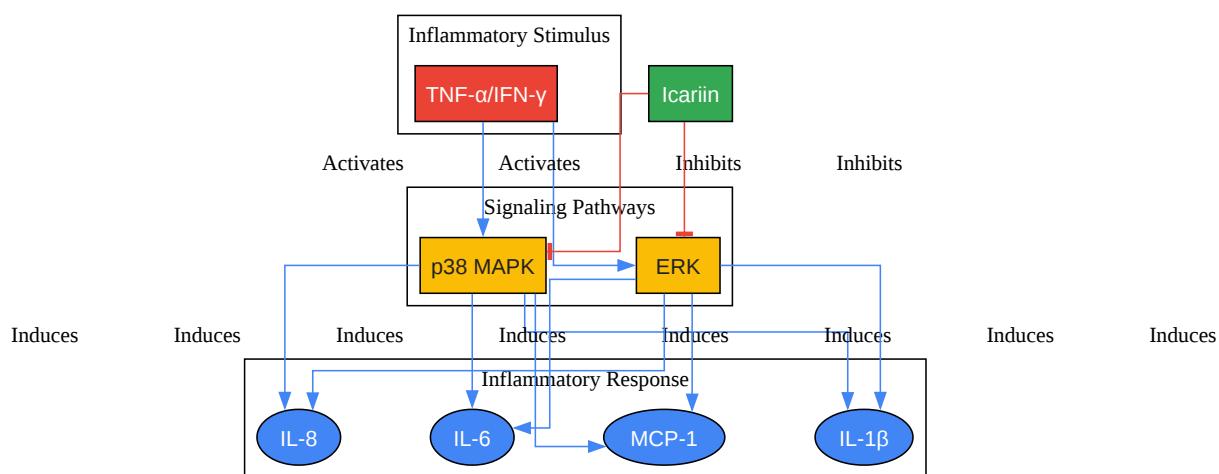 Inflammatory Stimulus
TNF-α/IFN-γ
Icariin
Activates
Activates
Inhibits
Inhibits
Signaling Pathways
p38 MAPK
ERK
Induces
Induces
Induces
Induces
Induces
Induces
Induces
Induces
Inflammatory Response
IL-8
IL-6
MCP-1
IL-1β